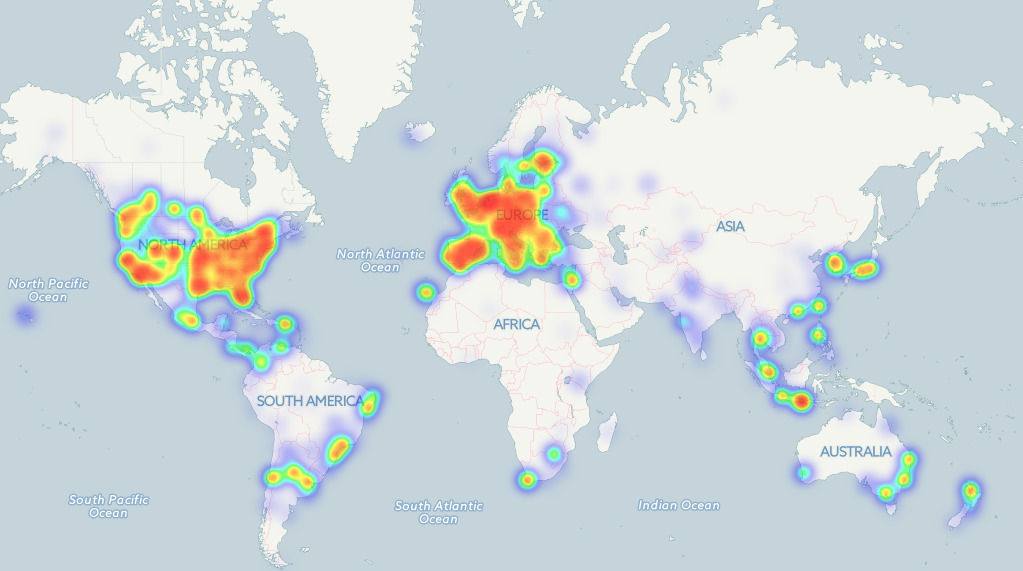 EUROPE
ASIA
NORTH AMERICA
North Atlantic
Ocean
North Pacific
Ocean
AFRICA
SOUTH AMERICA
AUSTRALIA
South Pacific
Ocean
South Atlantic
Ocean
Indian Ocean